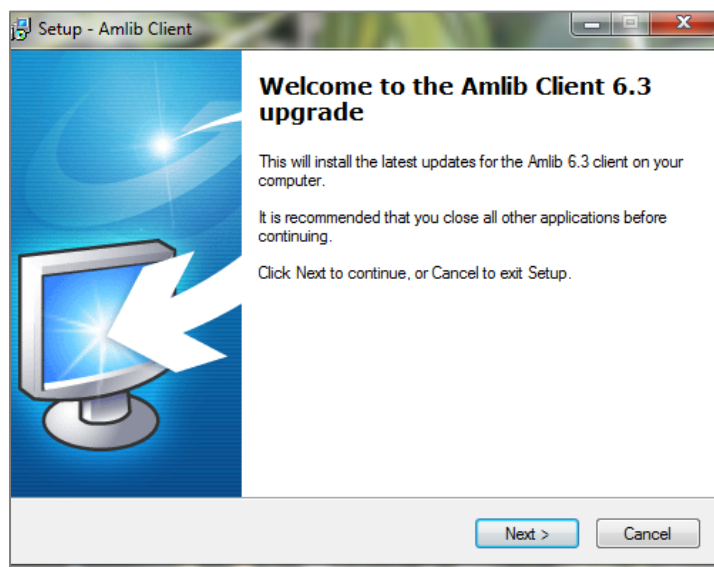 Setup - Amlib Client
Welcome to the Amlib Client 6.3
upgrade
This will install the latest updates for the Amlib 6.3 client on your
computer.
It is recommended that you close all other applications before
continuing.
Click Next to continue, or Cancel to exit Setup.
Next >
Cancel